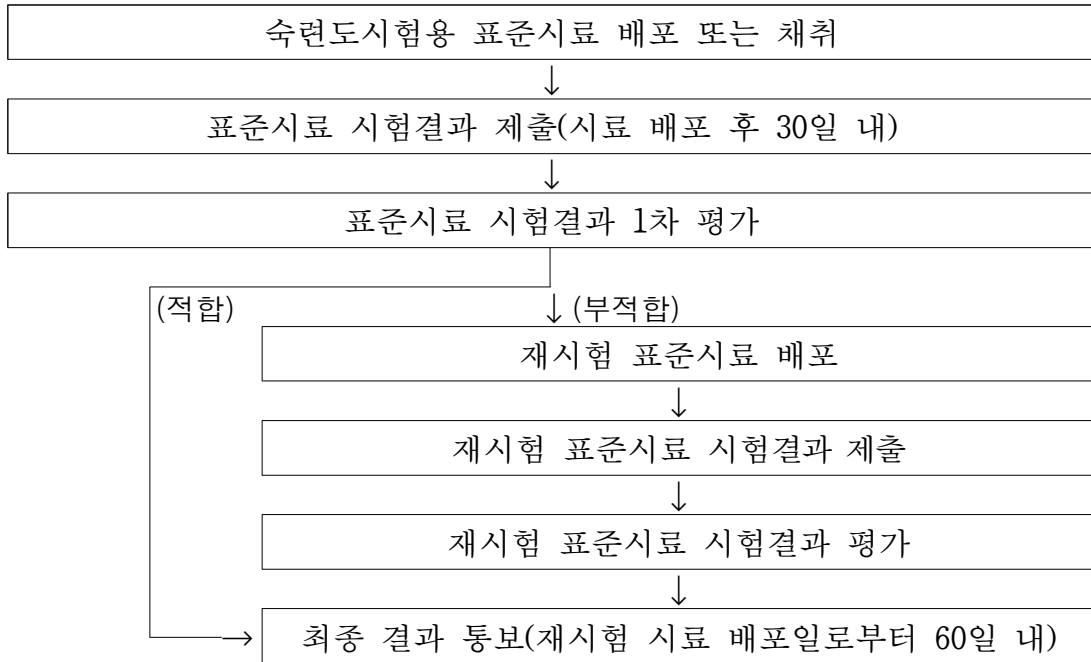 숙련도시험용 표준시료 배포 또는 채취
↓
표준시료 시험결과 제출(시료 배포 후 30일 내)
↓
표준시료 시험결과 1차 평가
(적합)
↓ (부적합)
재시험 표준시료 배포
↓
재시험 표준시료 시험결과 제출
↓
재시험 표준시료 시험결과 평가
↓
→ 최종 결과 통보(재시험 시료 배포일로부터 60일 내)